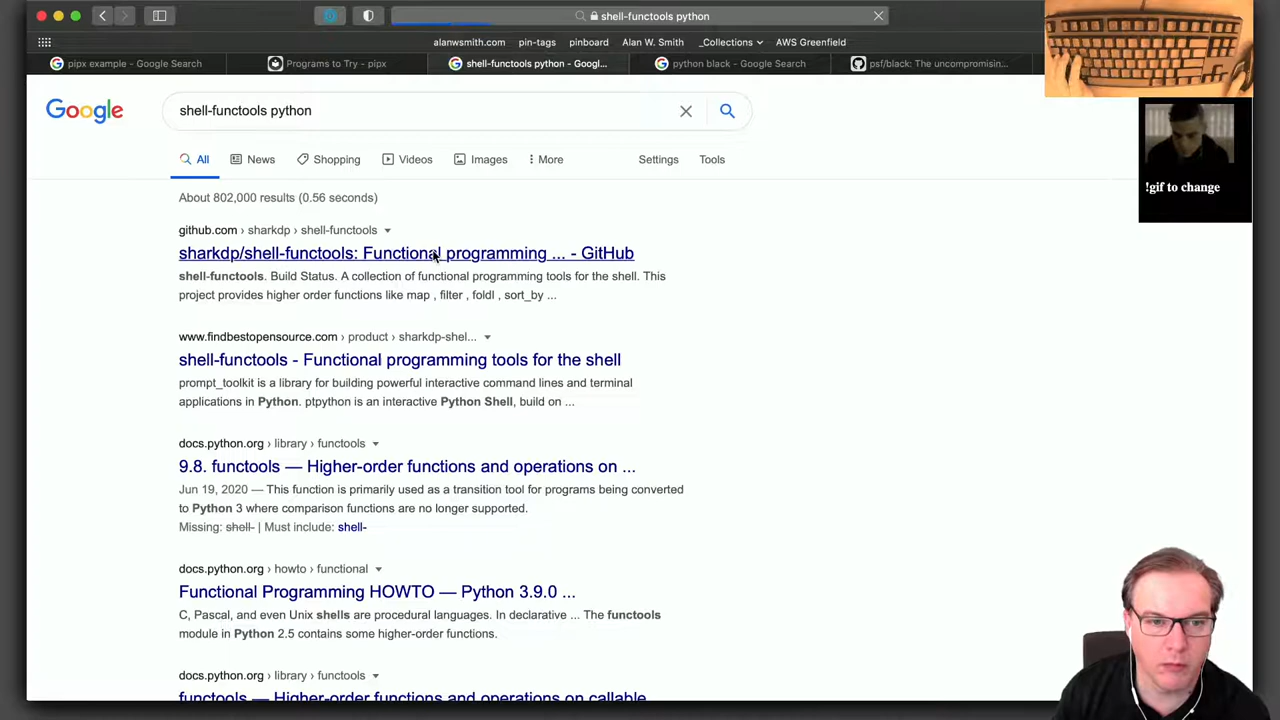 shell-functools python
alanwsmith.com pin-tags pinboard Alan W. Smith _Collections AWS Greenfield
pipx example - Google Search Programs to Try - pipx shell-functools python - Googl... python black - Google Search psf/black: The uncompromisin...
Google shell-functools python
All News Shopping Videos Images More Settings Tools
About 802,000 results (0.56 seconds)
github.com › sharkdp › shell-functools
sharkdp/shell-functools: Functional programming ... - GitHub
shell-functools. Build Status. A collection of functional programming tools for the shell. This
project provides higher order functions like map , filter , foldl , sort_by ...
www.findbestopensource.com › product › sharkdp-shel...
shell-functools - Functional programming tools for the shell
prompt_toolkit is a library for building powerful interactive command lines and terminal
applications in Python. ptpython is an interactive Python Shell, build on ...
docs.python.org › library › functools
9.8. functools — Higher-order functions and operations on ...
Jun 19, 2020 — This function is primarily used as a transition tool for programs being converted
to Python 3 where comparison functions are no longer supported.
Missing: shell- | Must include: shell-
docs.python.org › howto › functional
Functional Programming HOWTO — Python 3.9.0 ...
C, Pascal, and even Unix shells are procedural languages. In declarative ... The functools
module in Python 2.5 contains some higher-order functions.
docs.python.org › library › functools
functools — Higher-order functions and operations on callable
!gif to change